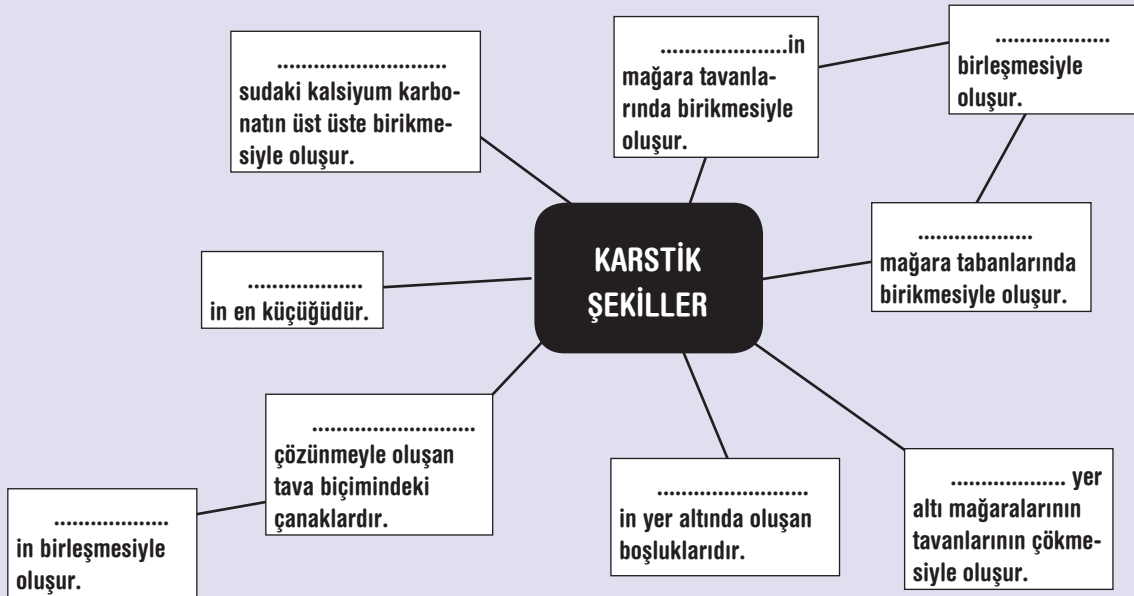 ............................
sudaki kalsiyum karbo-
natın üst üste birikme-
siyle oluşur.
.....................in
mağara tavanla-
rında birikmesiyle
oluşur.
...................
birleşmesiyle
oluşur.
...................
mağara tabanlarında
birikmesiyle oluşur.
KARSTİK
ŞEKİLLER
...................
in en küçüğüdür.
...........................
çözünmeyle oluşan
tava biçimindeki
çanaklardır.
...................
in birleşmesiyle
oluşur.
.........................
in yer altında oluşan
boşluklarıdır.
................... yer
altı mağaralarının
tavanlarının çökme-
siyle oluşur.